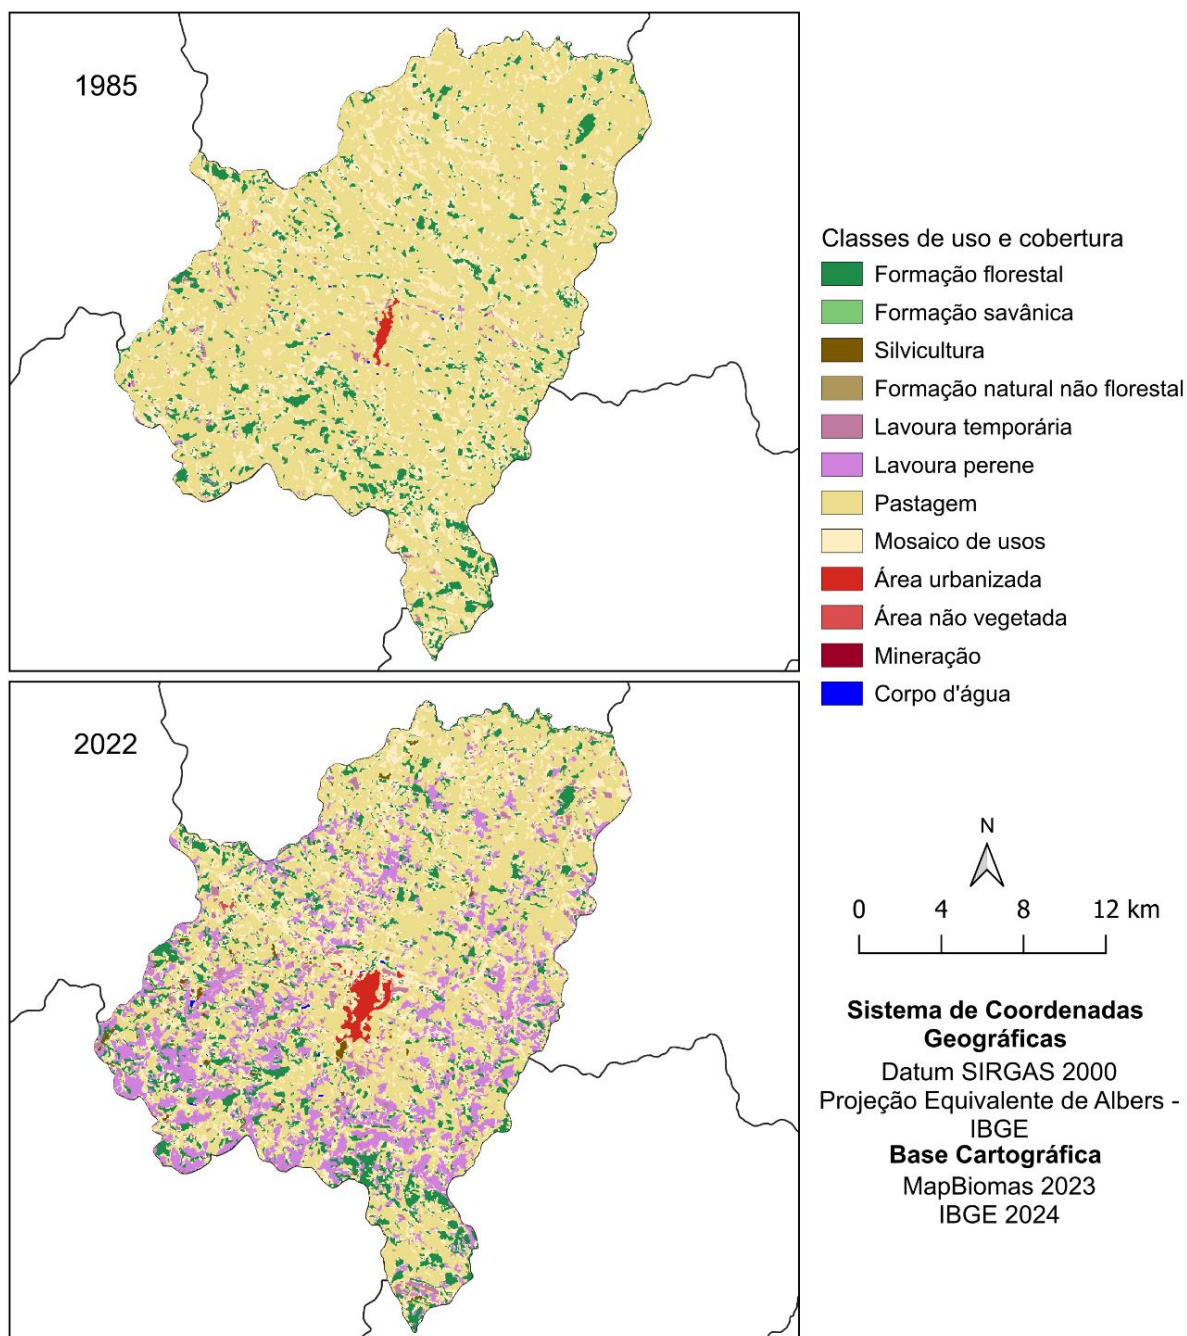 1985
2022
Classes de uso e cobertura
Formação florestal
Formação savânica
Silvicultura
Formação natural não florestal
Lavoura temporária
Lavoura perene
Pastagem
Mosaico de usos
Área urbanizada
Área não vegetada
Mineração
Corpo d'água
N
0 4 8 12 km
Sistema de Coordenadas
Geográficas
Datum SIRGAS 2000
Projeção Equivalente de Albers -
IBGE
Base Cartográfica
MapBiomas 2023
IBGE 2024